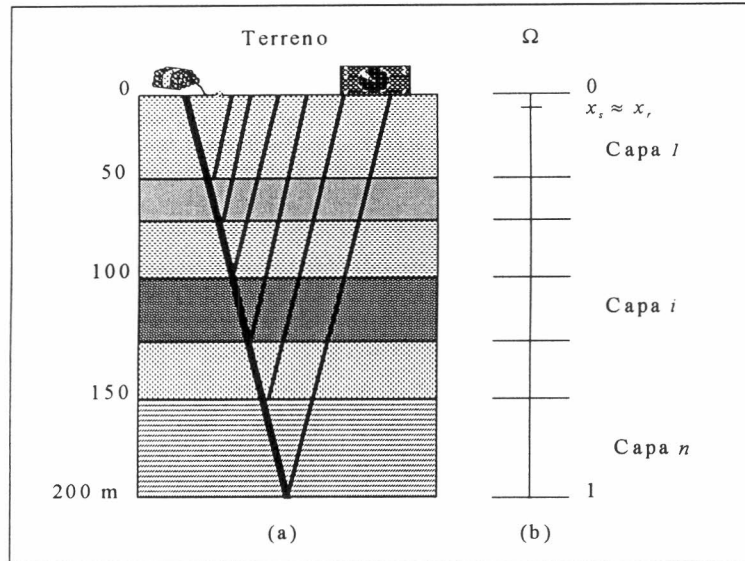 Terreno Ω
0 0
x_s ≈ x_r
Capa 1
50
100
Capa i
150
Capa n
200 m 1
(a) (b)